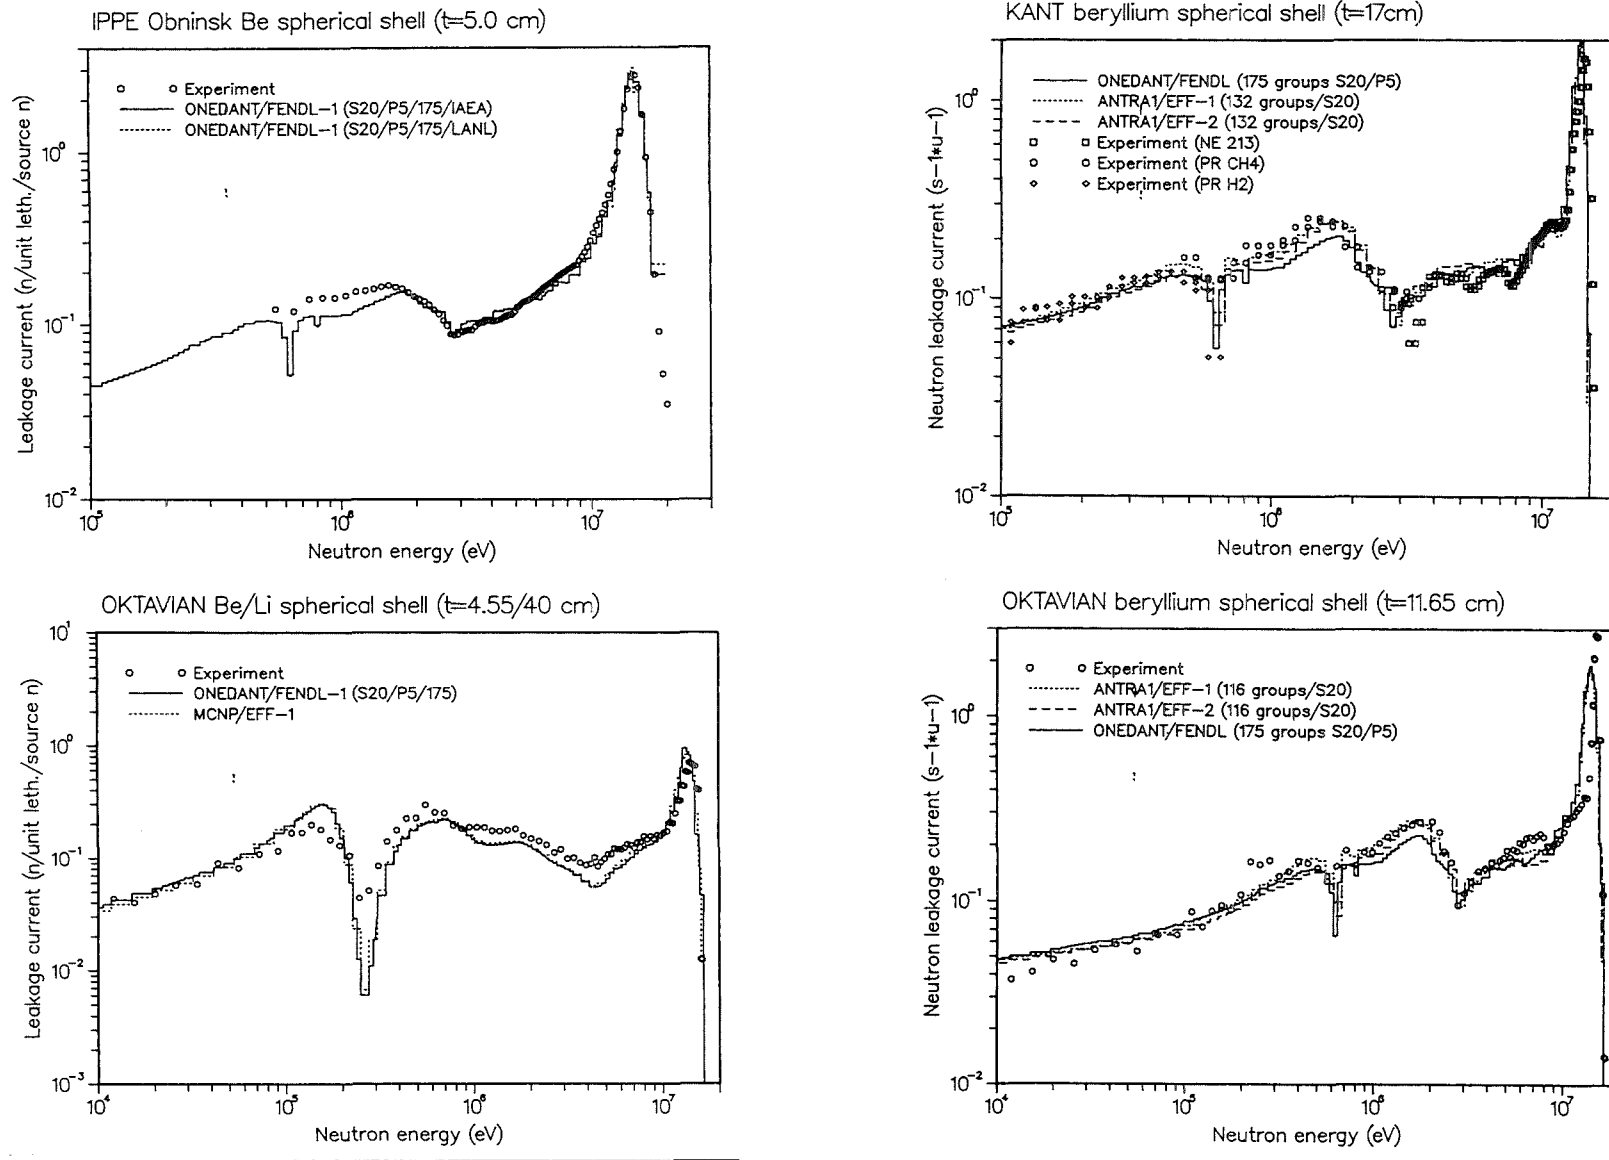 IPPE Obninsk Be spherical shell (t=5.0 cm)
Experiment
ONEDANT/FENDL-1 (S20/P5/175/IAEA)
ONEDANT/FENDL-1 (S20/P5/175/LANL)
Leakage current (n/unit leth./source n)
10^0
10^-1
10^-2
10^5
10^6
10^7
Neutron energy (eV)
KANT beryllium spherical shell (t=17cm)
ONEDANT/FENDL (175 groups S20/P5)
ANTRA1/EFF-1 (132 groups/S20)
ANTRA1/EFF-2 (132 groups/S20)
Experiment (NE 213)
Experiment (PR CH4)
Experiment (PR H2)
Neutron leakage current (s-1*u-1)
10^0
10^-1
10^-2
10^5
10^6
10^7
Neutron energy (eV)
OKTAVIAN Be/Li spherical shell (t=4.55/40 cm)
Experiment
ONEDANT/FENDL-1 (S20/P5/175)
MCNP/EFF-1
Leakage current (n/unit leth./source n)
10^1
10^0
10^-1
10^-2
10^-3
10^4
10^5
10^6
10^7
Neutron energy (eV)
OKTAVIAN beryllium spherical shell (t=11.65 cm)
Experiment
ANTRA1/EFF-1 (116 groups/S20)
ANTRA1/EFF-2 (116 groups/S20)
ONEDANT/FENDL (175 groups S20/P5)
Neutron leakage current (s-1*u-1)
10^0
10^-1
10^-2
10^4
10^5
10^6
10^7
Neutron energy (eV)